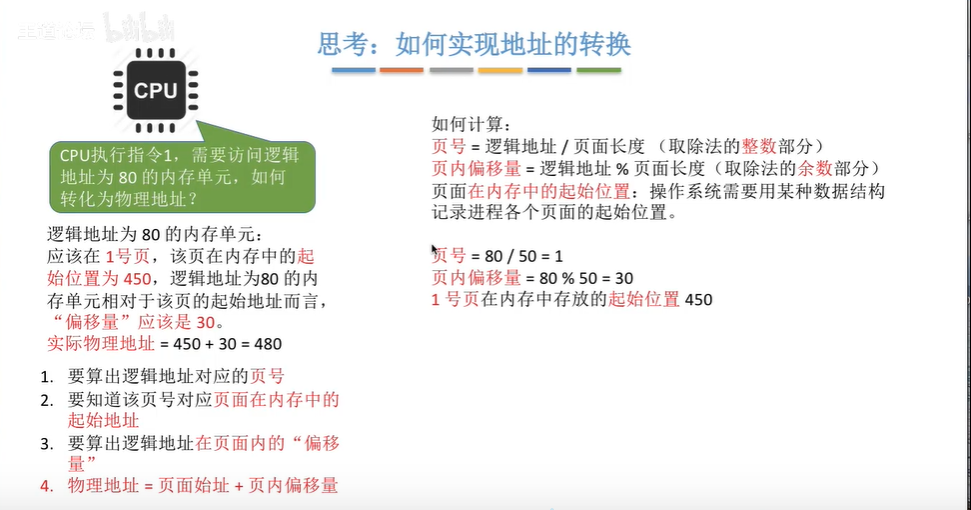 bilibili
思考：如何实现地址的转换
CPU
CPU执行指令1，需要访问逻辑
地址为 80 的内存单元，如何
转化为物理地址？
逻辑地址为 80 的内存单元：
应该在 1号页，该页在内存中的起
始位置为 450，逻辑地址为80 的内
存单元相对于该页的起始地址而言，
“偏移量”应该是 30。
实际物理地址 = 450 + 30 = 480
1. 要算出逻辑地址对应的页号
2. 要知道该页号对应页面在内存中的
起始地址
3. 要算出逻辑地址在页面内的“偏移
量”
4. 物理地址 = 页面始址 + 页内偏移量
如何计算：
页号 = 逻辑地址 / 页面长度 （取除法的整数部分）
页内偏移量 = 逻辑地址 % 页面长度（取除法的余数部分）
页面在内存中的起始位置：操作系统需要用某种数据结构
记录进程各个页面的起始位置。
页号 = 80 / 50 = 1
页内偏移量 = 80 % 50 = 30
1 号页在内存中存放的起始位置 450